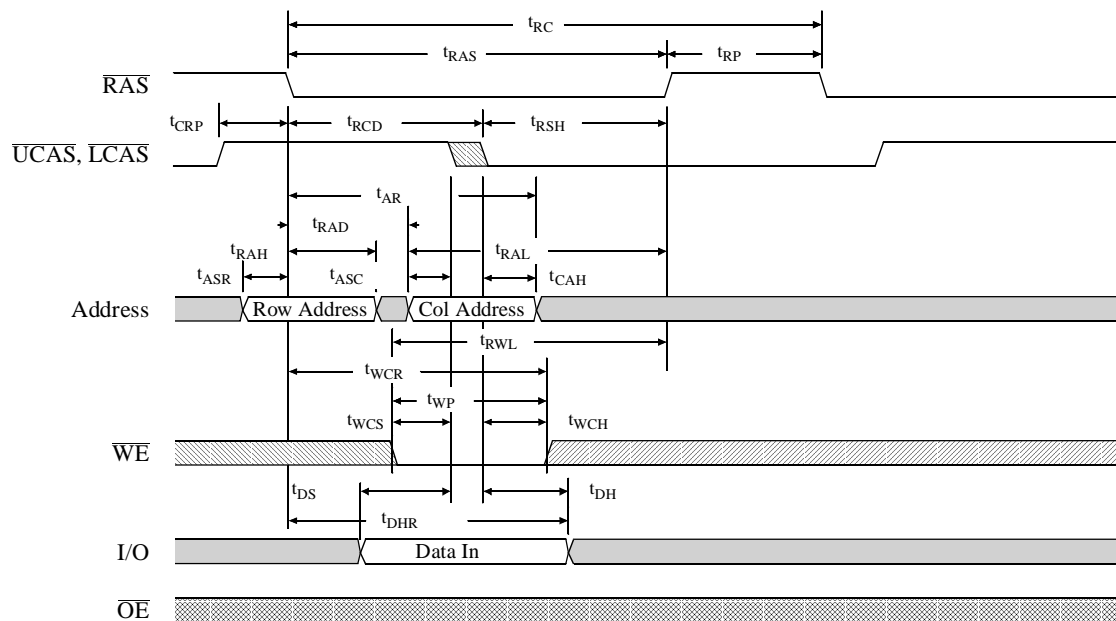 tRC
tRAS tRP
RAS
tCRP tRCD tRSH
UCAS, LCAS
tAR
tRAD
tRAH tRAL
tASR tASC tCAH
Address Row Address Col Address
tRWL
tWCR
tWP
tWCS tWCH
WE
tDS tDH
tDHR
I/O Data In
OE